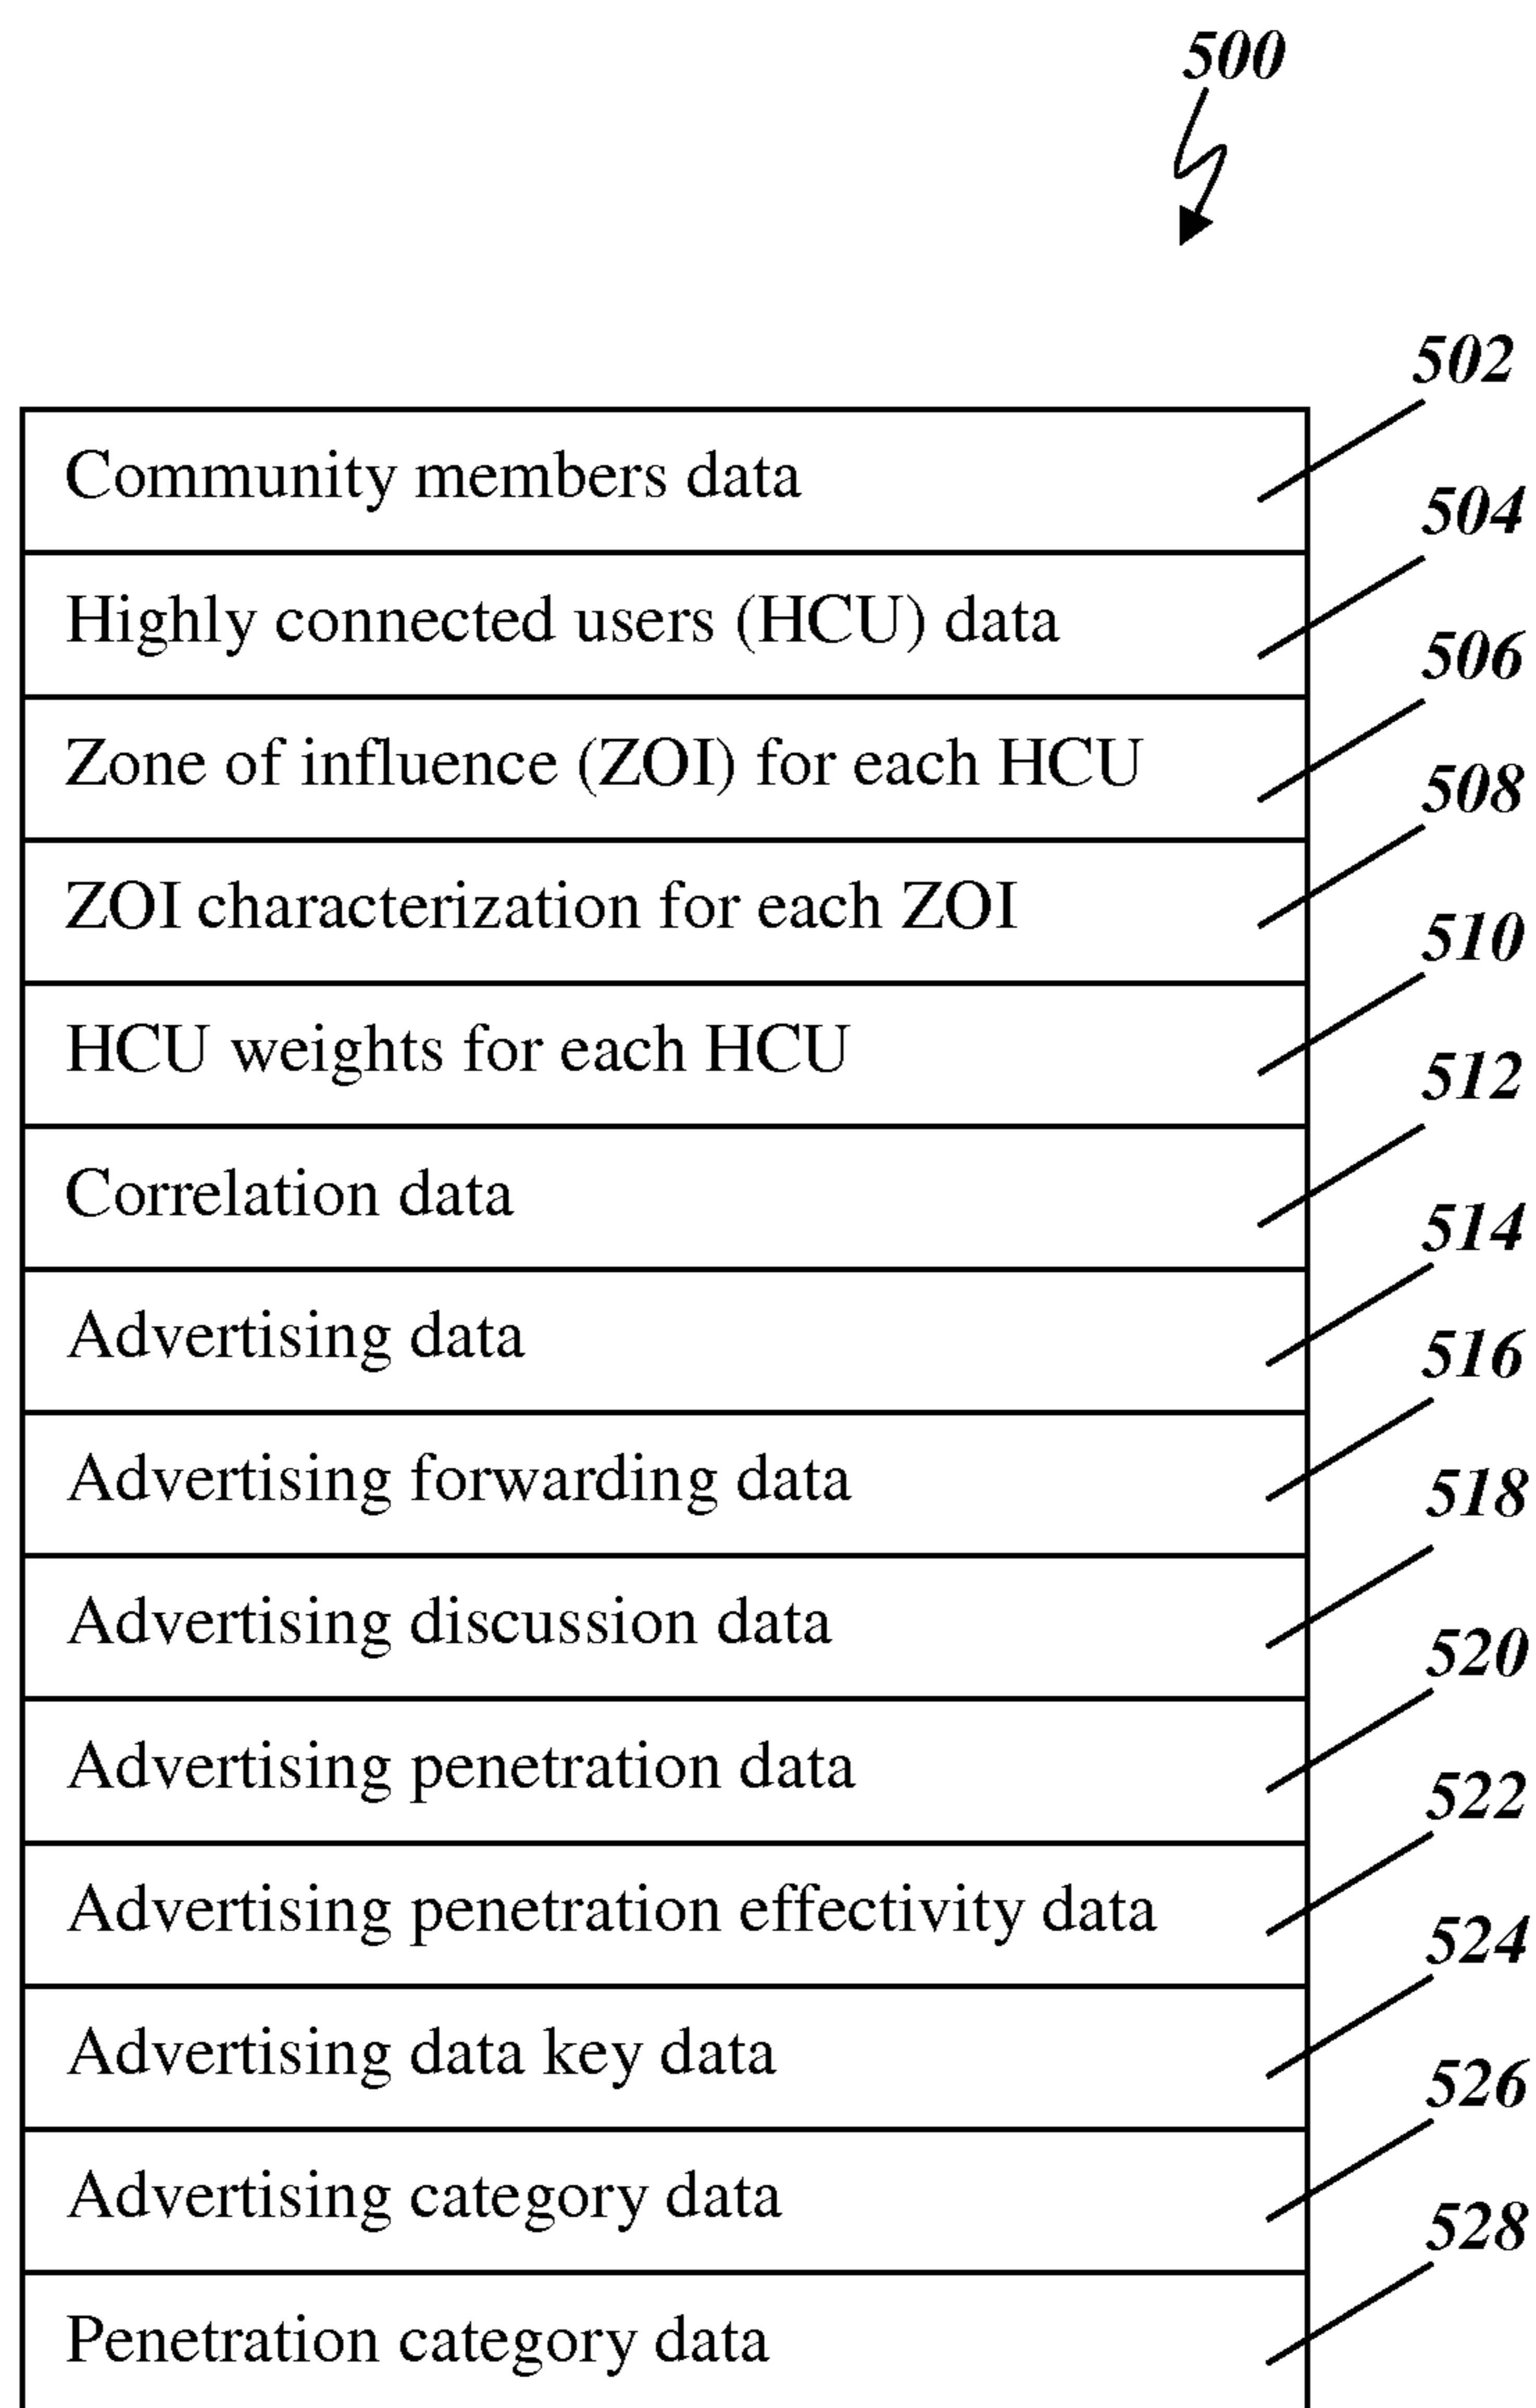 500
502
Community members data
504
Highly connected users (HCU) data
506
Zone of influence (ZOI) for each HCU
508
ZOI characterization for each ZOI
510
HCU weights for each HCU
512
Correlation data
514
Advertising data
516
Advertising forwarding data
518
Advertising discussion data
520
Advertising penetration data
522
Advertising penetration effectivity data
524
Advertising data key data
526
Advertising category data
528
Penetration category data